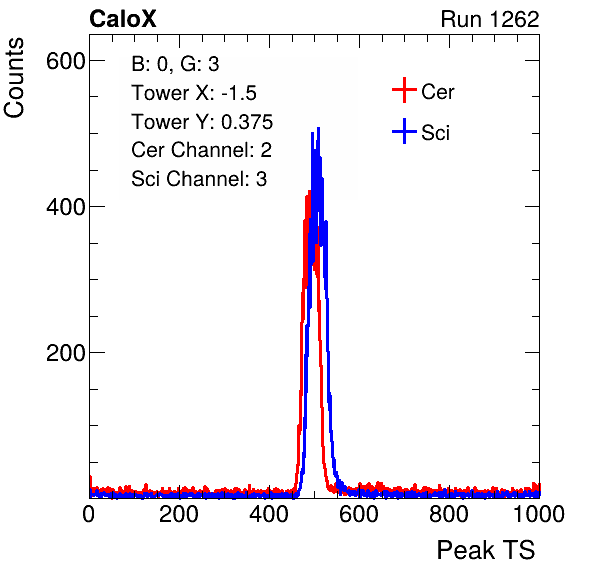 CaloX Run 1262
Counts
600
400
200
B: 0, G: 3
Tower X: -1.5
Tower Y: 0.375
Cer Channel: 2
Sci Channel: 3
Cer
Sci
0 200 400 600 800 1000
Peak TS